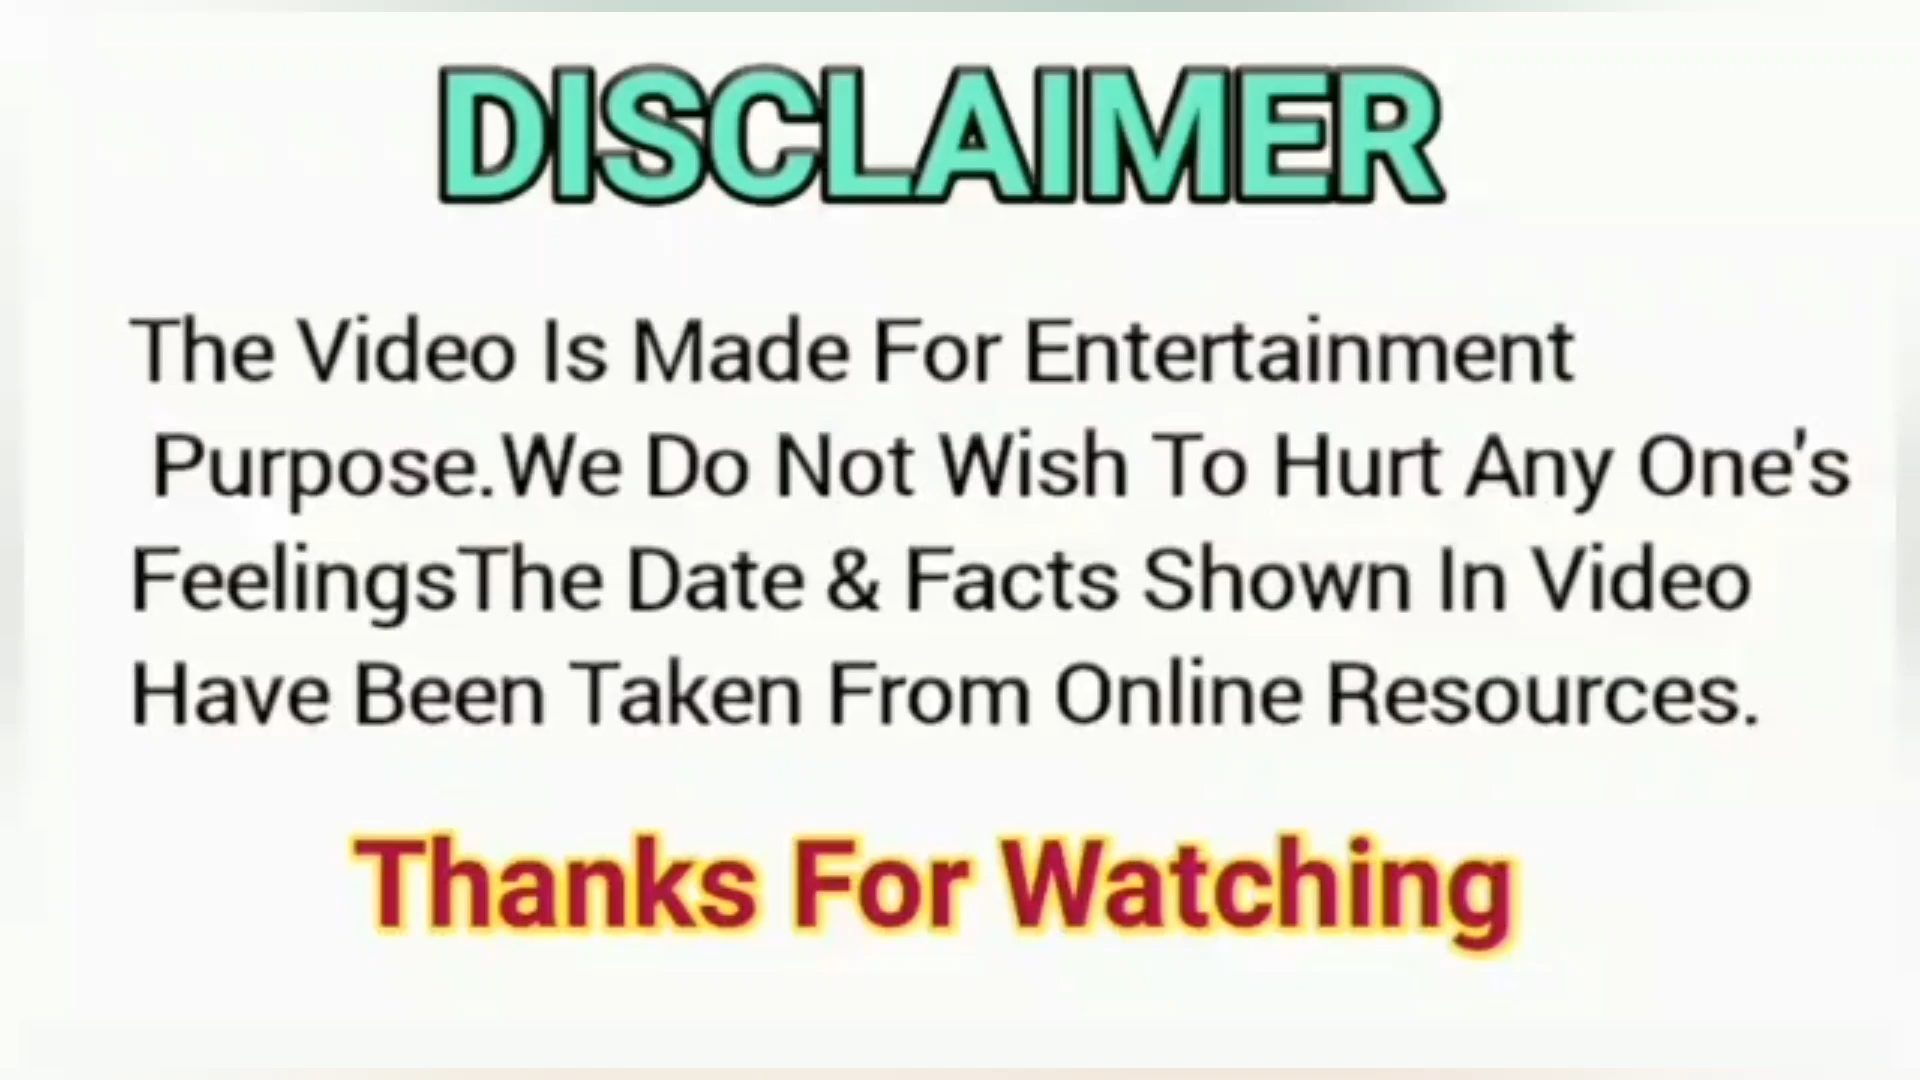 DISCLAIMER
The Video Is Made For Entertainment
Purpose.We Do Not Wish To Hurt Any One's
FeelingsThe Date & Facts Shown In Video
Have Been Taken From Online Resources.
Thanks For Watching